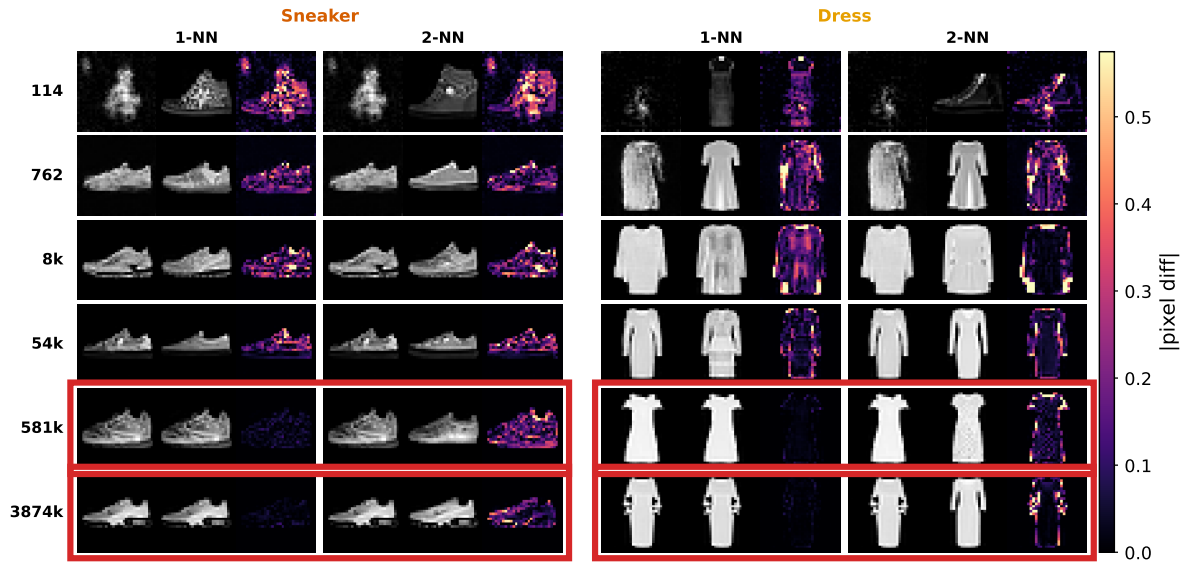 Sneaker
Dress
1-NN 2-NN 1-NN 2-NN
114
762
8k
54k
581k
3874k
0.5
0.4
0.3
0.2
0.1
0.0
|pixel diff|